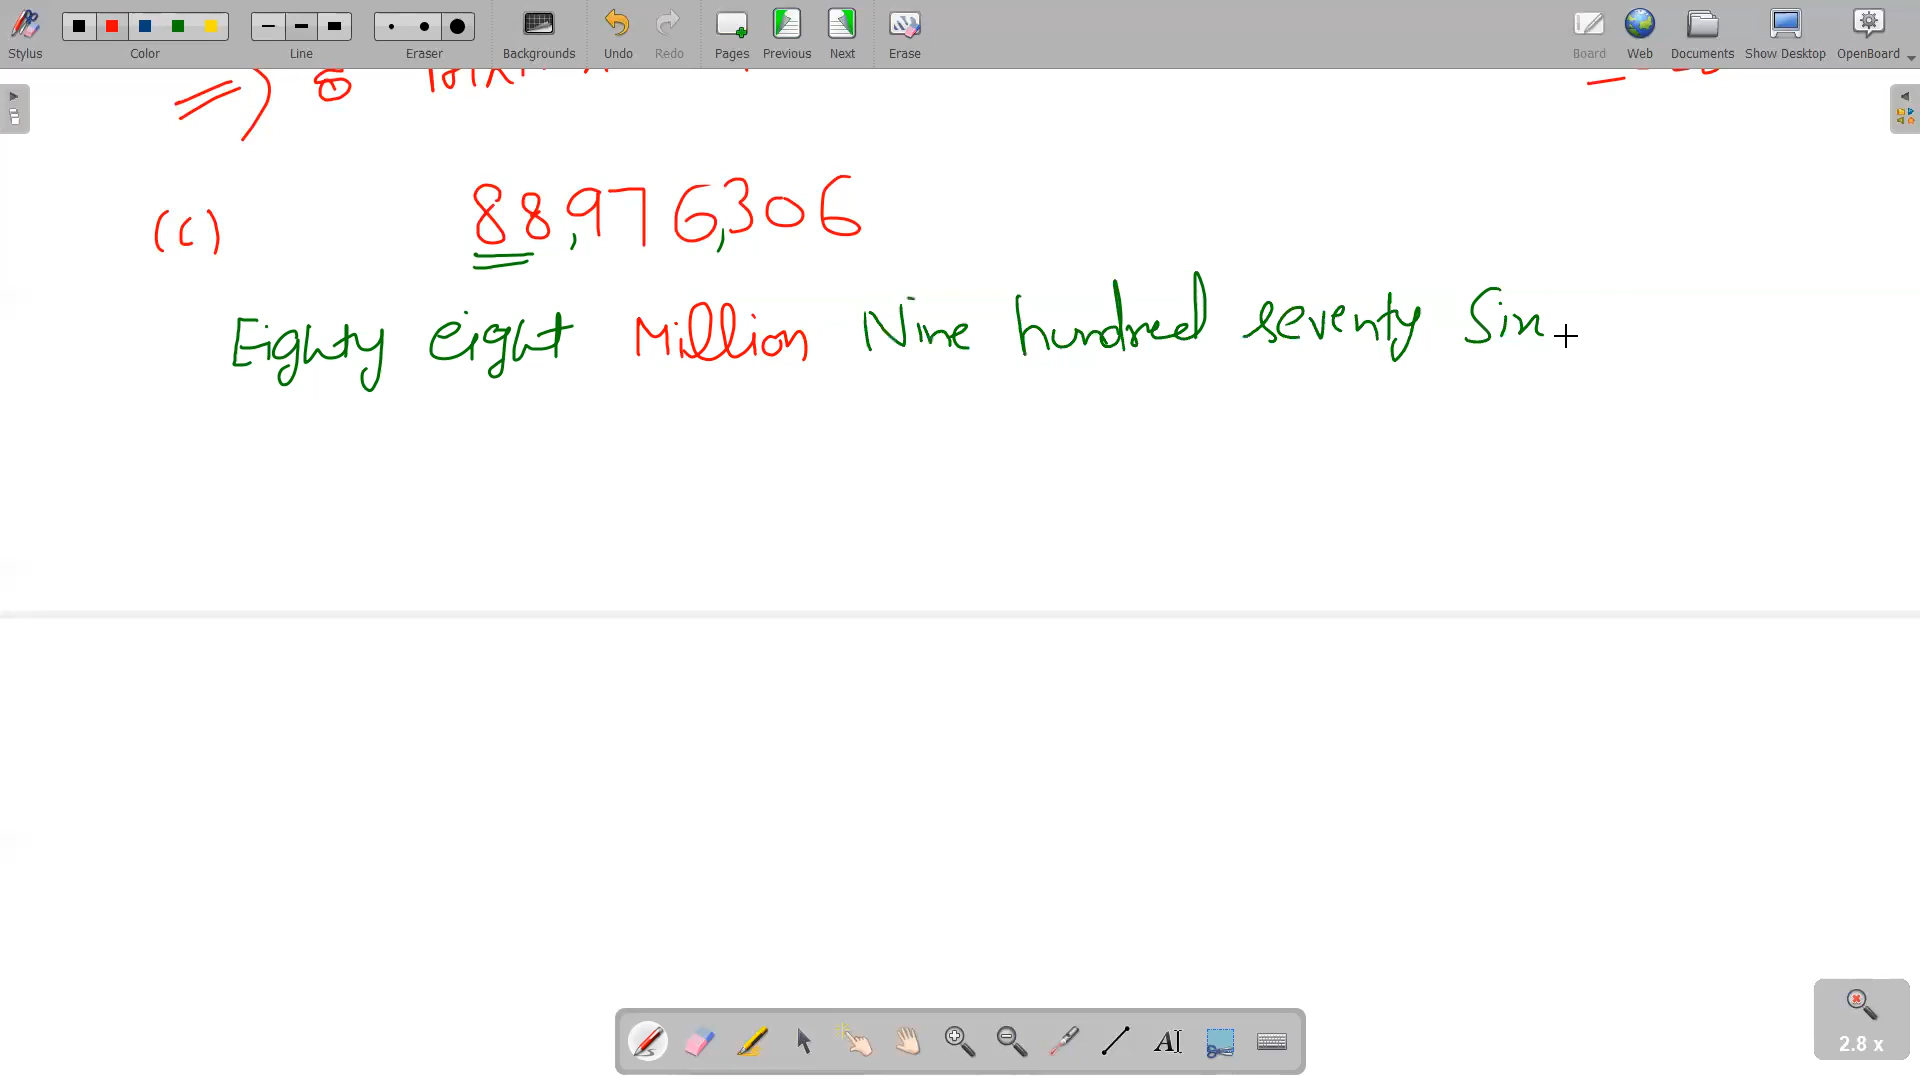 Stylus Color Line Eraser Backgrounds Undo Redo Pages Previous Next Erase Board Web Documents Show Desktop OpenBoard
=) 8
(c) 88,976,306
Eighty eight Million Nine hundred seventy Six
2.8 x